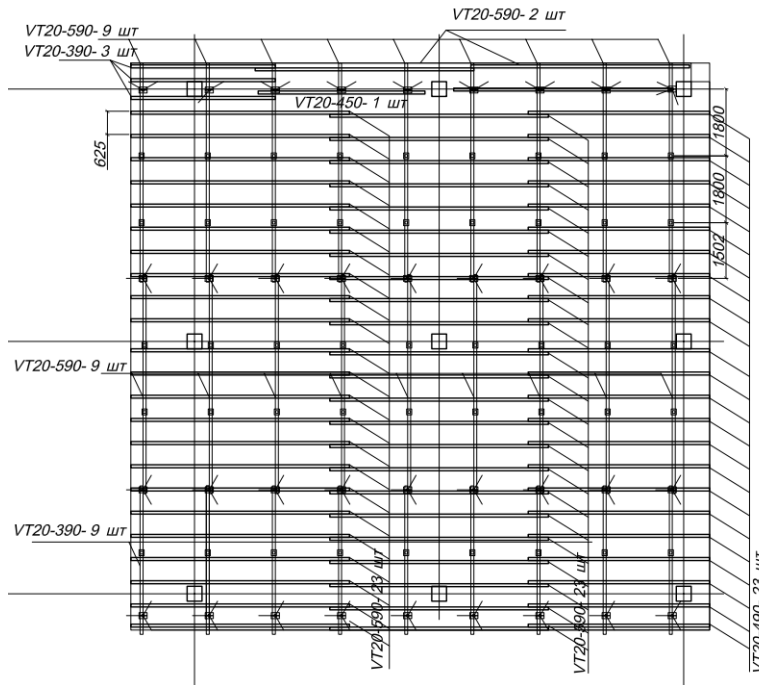 VT20-590- 2 шт
VT20-590- 9 шт
VT20-390- 3 шт
VT20-450- 1 шт
1800
625
1800
1502
VT20-590- 9 шт
VT20-390- 9 шт
VT20-590- 23 шт
VT20-590- 23 шт
VT20-490- 23 шт